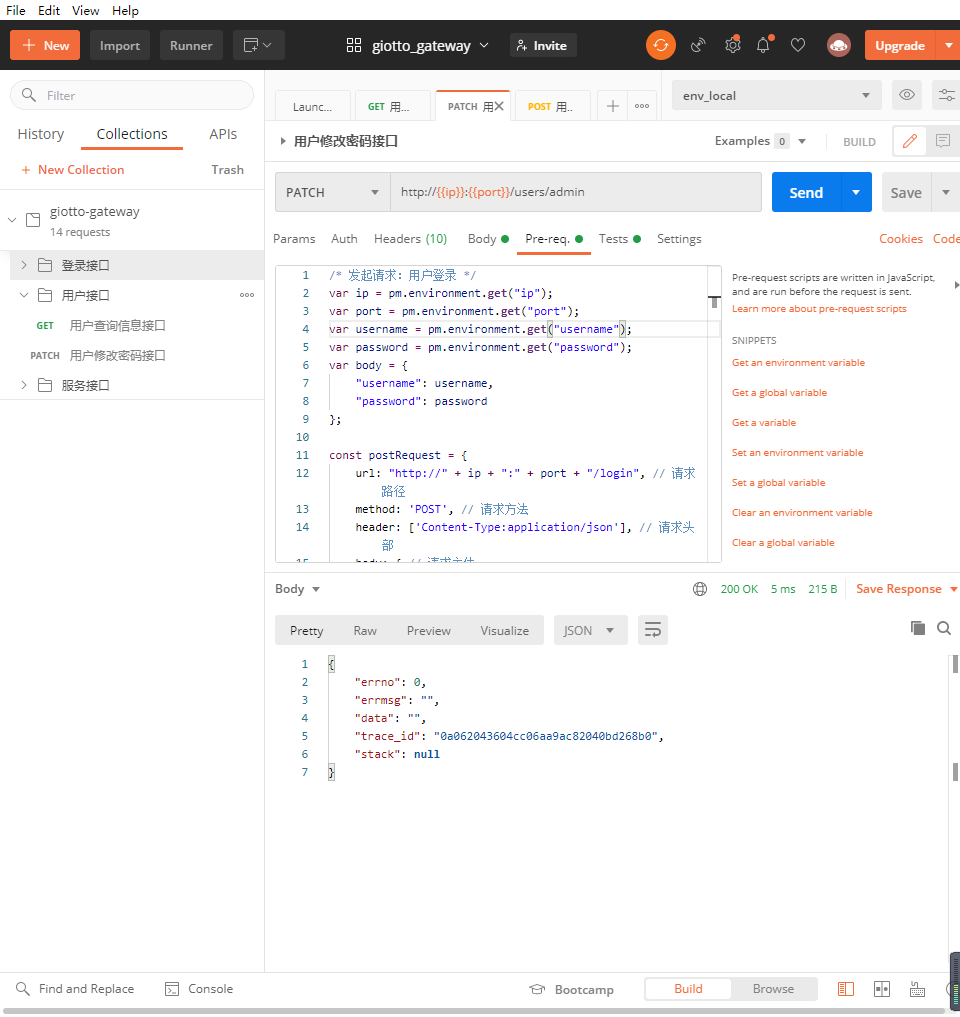 File Edit View Help
New Import Runner giotto_gateway Invite Upgrade
Filter
History Collections APIs
New Collection Trash
giotto-gateway
14 requests
登录接口
用户接口
GET 用户查询信息接口
PATCH 用户修改密码接口
服务接口
Launc... GET 用... PATCH 用 POST 用..
env_local
用户修改密码接口 Examples 0 BUILD
PATCH http://{{ip}}:{{port}}/users/admin Send Save
Params Auth Headers (10) Body Pre-req. Tests Settings Cookies Code
1 /* 发起请求: 用户登录 */
2 var ip = pm.environment.get("ip");
3 var port = pm.environment.get("port");
4 var username = pm.environment.get("username");
5 var password = pm.environment.get("password");
6 var body = {
7 "username": username,
8 "password": password
9 };
10
11 const postRequest = {
12 url: "http://" + ip + ":" + port + "/login", // 请求
路径
13 method: 'POST', // 请求方法
14 header: ['Content-Type:application/json'], // 请求头
部
15 body: { // 请求主体
Pre-request scripts are written in JavaScript,
and are run before the request is sent.
Learn more about pre-request scripts
SNIPPETS
Get an environment variable
Get a global variable
Get a variable
Set an environment variable
Set a global variable
Clear an environment variable
Clear a global variable
Body 200 OK 5 ms 215 B Save Response
Pretty Raw Preview Visualize JSON
1 {
2 "errno": 0,
3 "errmsg": "",
4 "data": "",
5 "trace_id": "0a062043604cc06aa9ac82040bd268b0",
6 "stack": null
7 }
Find and Replace Console Bootcamp Build Browse